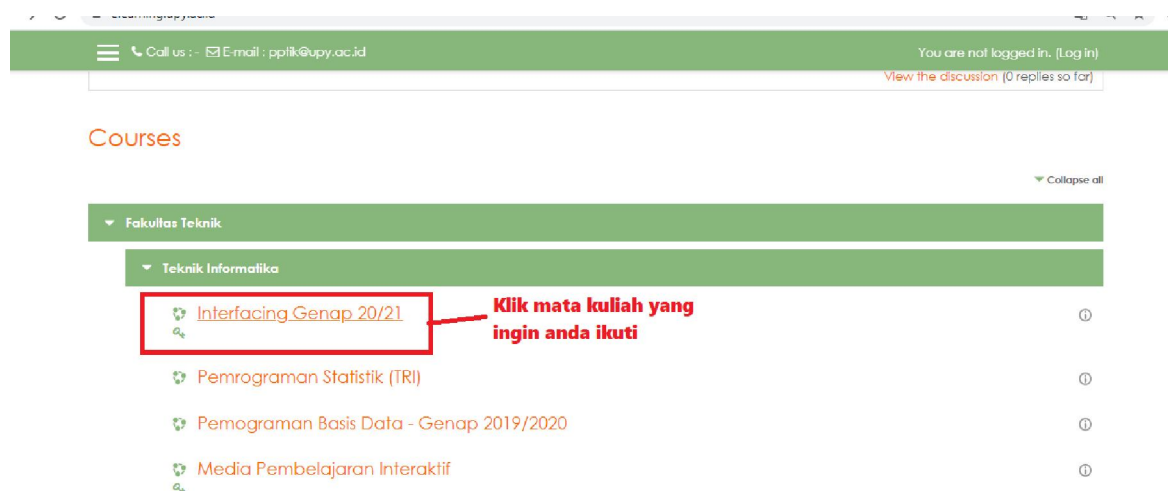 Call us : - E-mail : pptik@upy.ac.id
You are not logged in. (Log in)
View the discussion (0 replies so far)
Courses
Collapse all
Fakultas Teknik
Teknik Informatika
Interfacing Genap 20/21
Klik mata kuliah yang
ingin anda ikuti
Pemrograman Statistik (TRI)
Pemograman Basis Data - Genap 2019/2020
Media Pembelajaran Interaktif